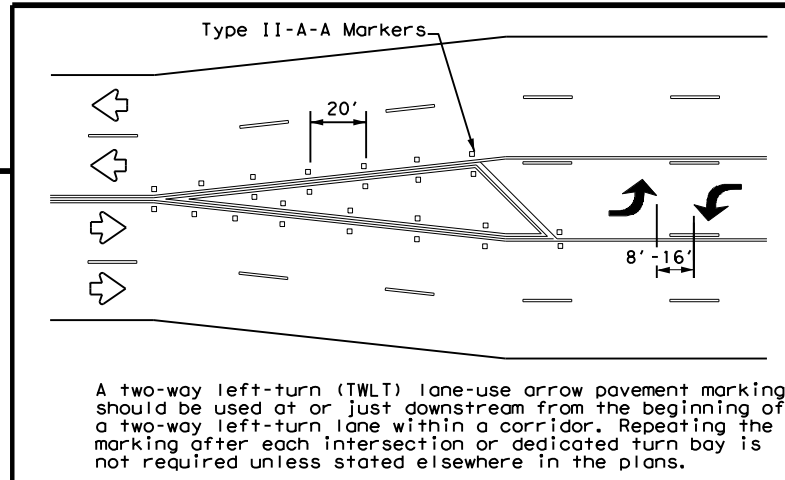 Type II-A-A Markers
20'
8' -16'
A two-way left-turn (TWLT) lane-use arrow pavement marking
should be used at or just downstream from the beginning of
a two-way left-turn lane within a corridor. Repeating the
marking after each intersection or dedicated turn bay is
not required unless stated elsewhere in the plans.